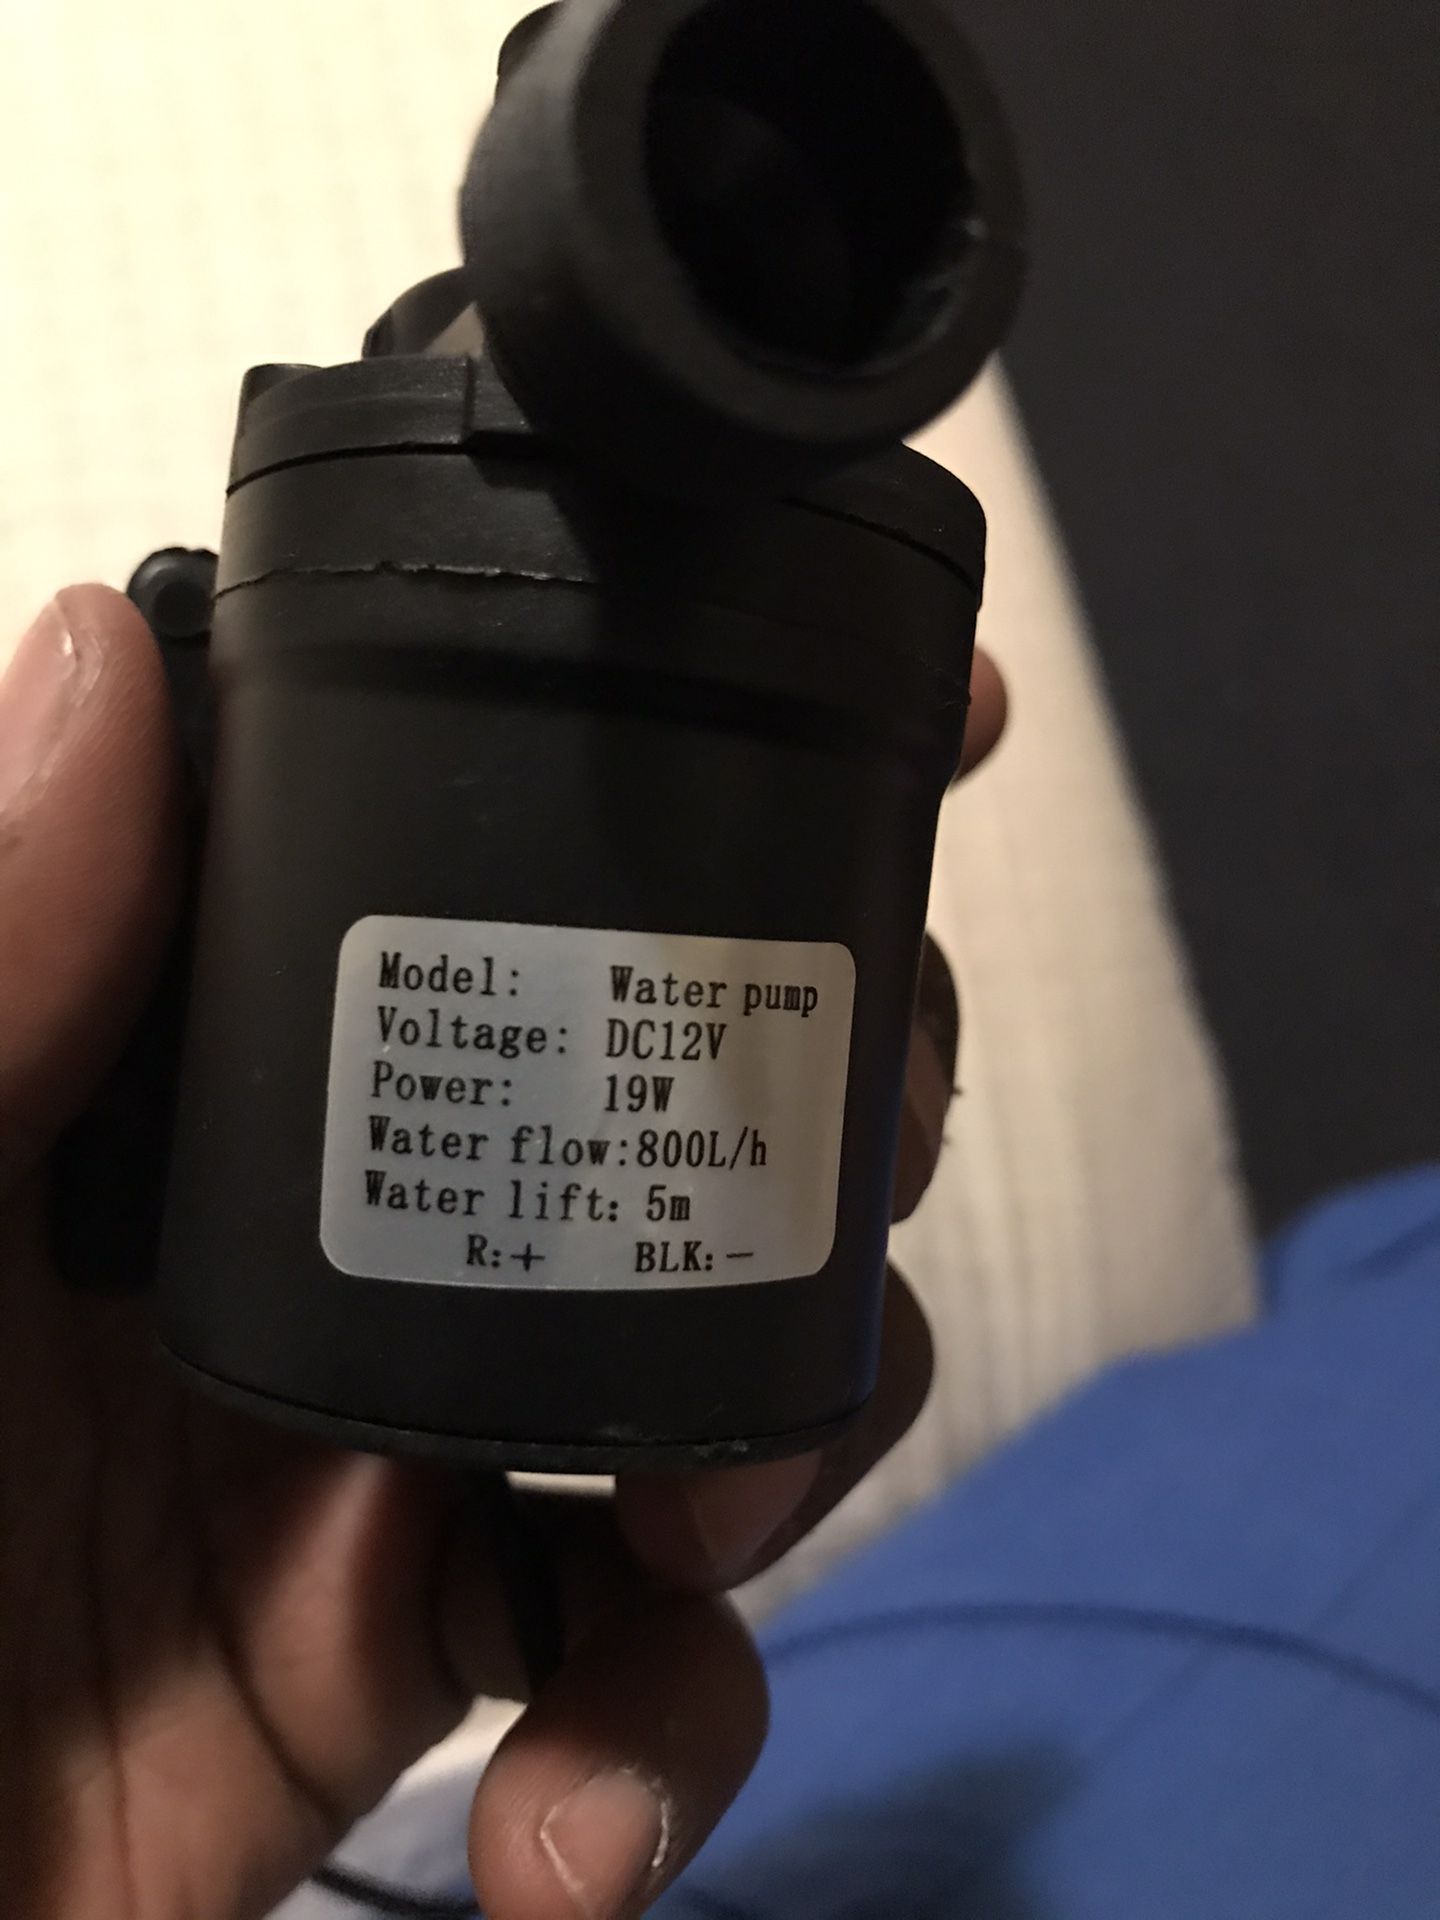 Model: Water pump
Voltage: DC12V
Power: 19W
Water flow:800L/h
Water lift: 5m
R:+ BLK:－